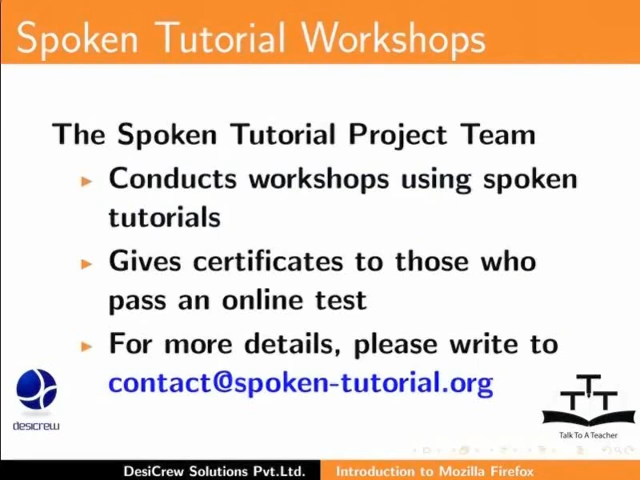 Spoken Tutorial Workshops
The Spoken Tutorial Project Team
Conducts workshops using spoken
tutorials
Gives certificates to those who
pass an online test
For more details, please write to
contact@spoken-tutorial.org
desicrew
TTT
Talk To A Teacher
DesiCrew Solutions Pvt.Ltd.
Introduction to Mozilla Firefox